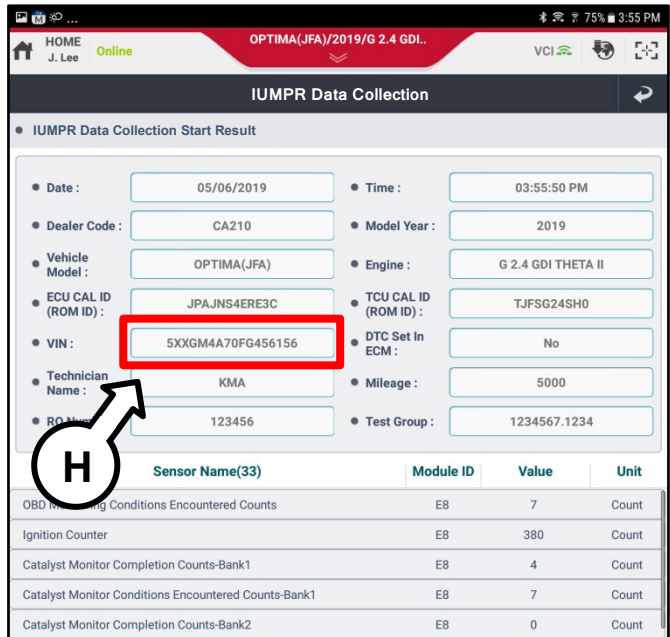 ... 75% 3:55 PM
HOME
J. Lee
Online
OPTIMA(JFA)/2019/G 2.4 GDI..
VCI
IUMPR Data Collection
IUMPR Data Collection Start Result
Date : 05/06/2019 Time : 03:55:50 PM
Dealer Code : CA210 Model Year : 2019
Vehicle
Model : OPTIMA(JFA) Engine : G 2.4 GDI THETA II
ECU CAL ID
(ROM ID) : JPAJNS4ERE3C TCU CAL ID
(ROM ID) : TJFSG24SH0
VIN : 5XXGM4A70FG456156 DTC Set In
ECM : No
Technician
Name : KMA Mileage : 5000
RO 123456 Test Group : 1234567.1234
H
Sensor Name(33) Module ID Value Unit
OBD Conditions Encountered Counts E8 7 Count
Ignition Counter E8 380 Count
Catalyst Monitor Completion Counts-Bank1 E8 4 Count
Catalyst Monitor Conditions Encountered Counts-Bank1 E8 7 Count
Catalyst Monitor Completion Counts-Bank2 E8 0 Count